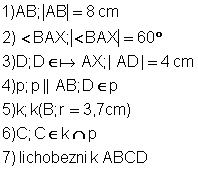 1)AB;|AB|=8 cm
2) ∢BAX;|∢BAX|=60°
3)D;D∈↦ AX;| AD|=4 cm
4)p;p ∥ AB;D∈p
5)k;k(B;r = 3,7cm)
6)C;C∈k∩p
7) lichobezni k ABCD